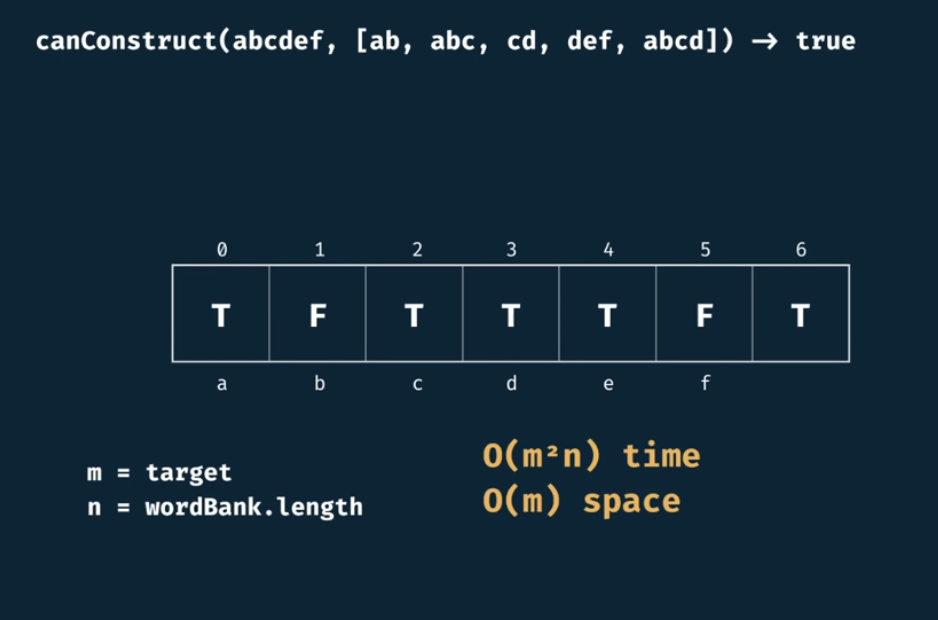 canConstruct(abcdef, [ab, abc, cd, def, abcd]) → true
0 1 2 3 4 5 6
T F T T T F T
a b c d e f
m = target
n = wordBank.length
O(m²n) time
O(m) space